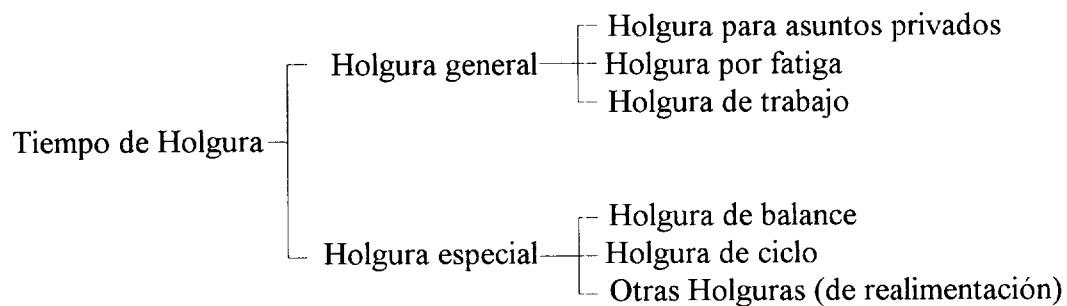 Holgura para asuntos privados
Holgura general
Holgura por fatiga
Holgura de trabajo
Tiempo de Holgura
Holgura de balance
Holgura especial
Holgura de ciclo
Otras Holguras (de realimentación)